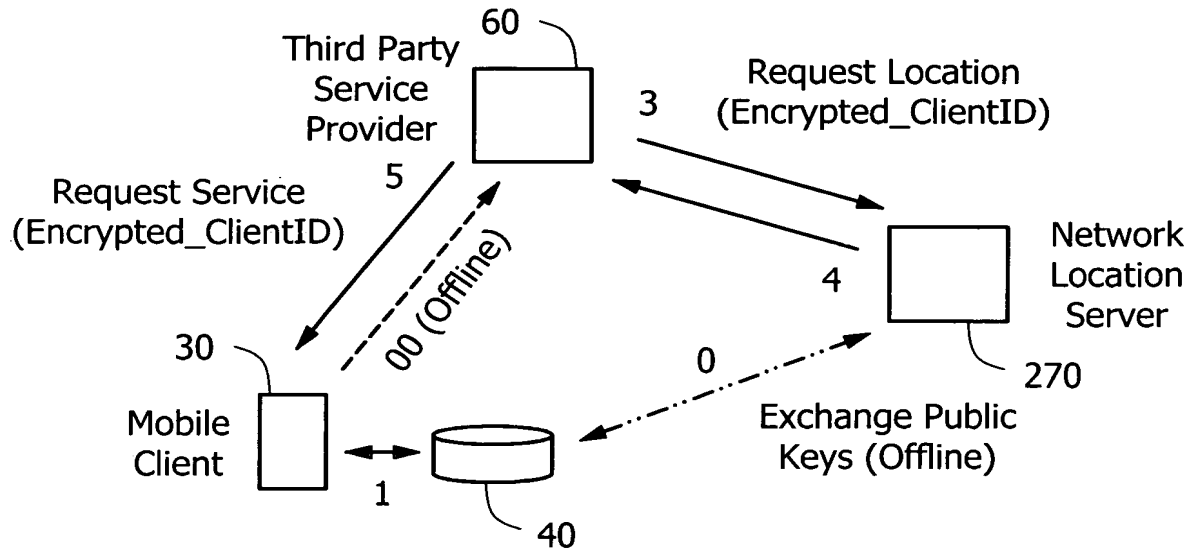 60
Third Party
Service
Provider
3
Request Location
(Encrypted_ClientID)
5
Request Service
(Encrypted_ClientID)
00 (Offline)
4
Network
Location
Server
30
0
270
Mobile
Client
1
Exchange Public
Keys (Offline)
40